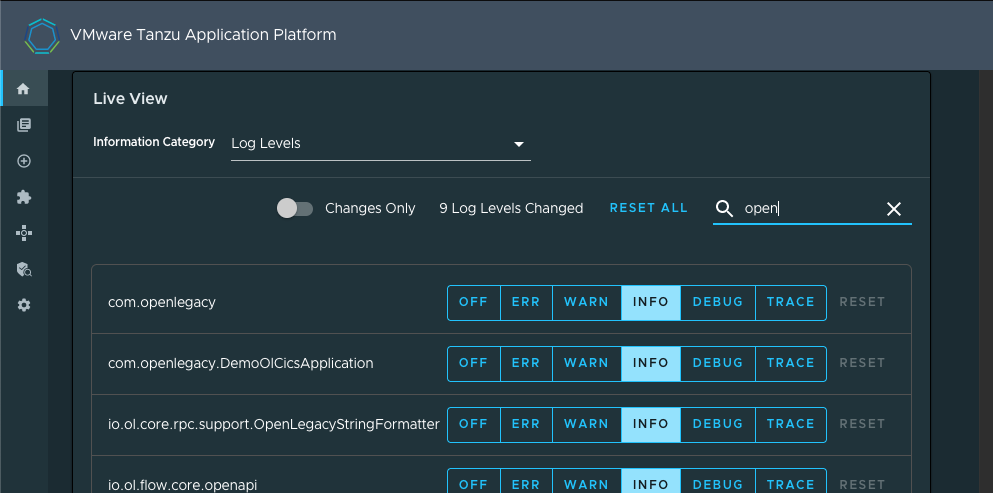 VMware Tanzu Application Platform
Live View
Information Category Log Levels
Changes Only 9 Log Levels Changed RESET ALL open
com.openlegacy OFF ERR WARN INFO DEBUG TRACE RESET
com.openlegacy.DemoOlCicsApplication OFF ERR WARN INFO DEBUG TRACE RESET
io.ol.core.rpc.support.OpenLegacyStringFormatter OFF ERR WARN INFO DEBUG TRACE RESET
io.ol.flow.core.openapi OFF ERR WARN INFO DEBUG TRACE RESET